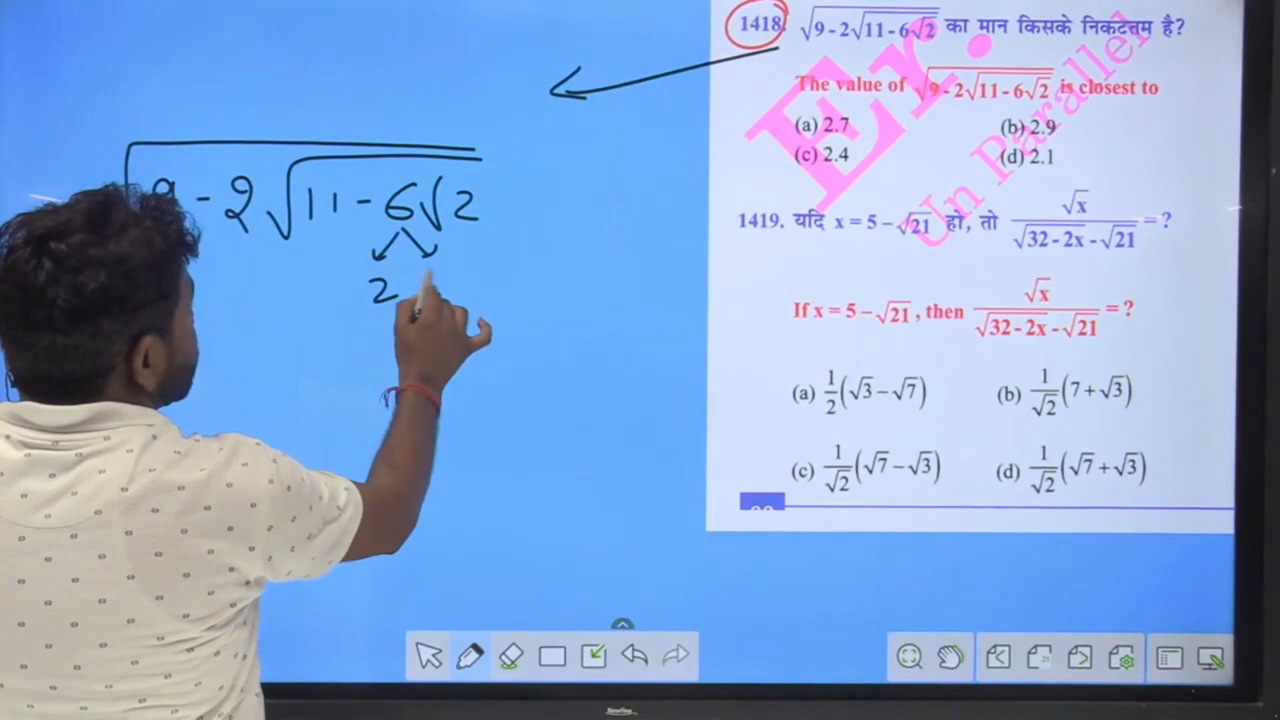 1418. √(9-2√(11-6√2)) का मान किसके निकटतम है?
The value of √(9-2√(11-6√2)) is closest to
(a) 2.7 (b) 2.9
(c) 2.4 (d) 2.1
1419. यदि x = 5 - √21 हो, तो √x/(√(32-2x) - √21) = ?
If x = 5 - √21, then √x/(√(32-2x) - √21) = ?
(a) 1/2(√3 - √7) (b) 1/√2(7 + √3)
(c) 1/√2(√7 - √3) (d) 1/√2(√7 + √3)
Er.
Un Parallel
- 2√(11 - 6√2
2